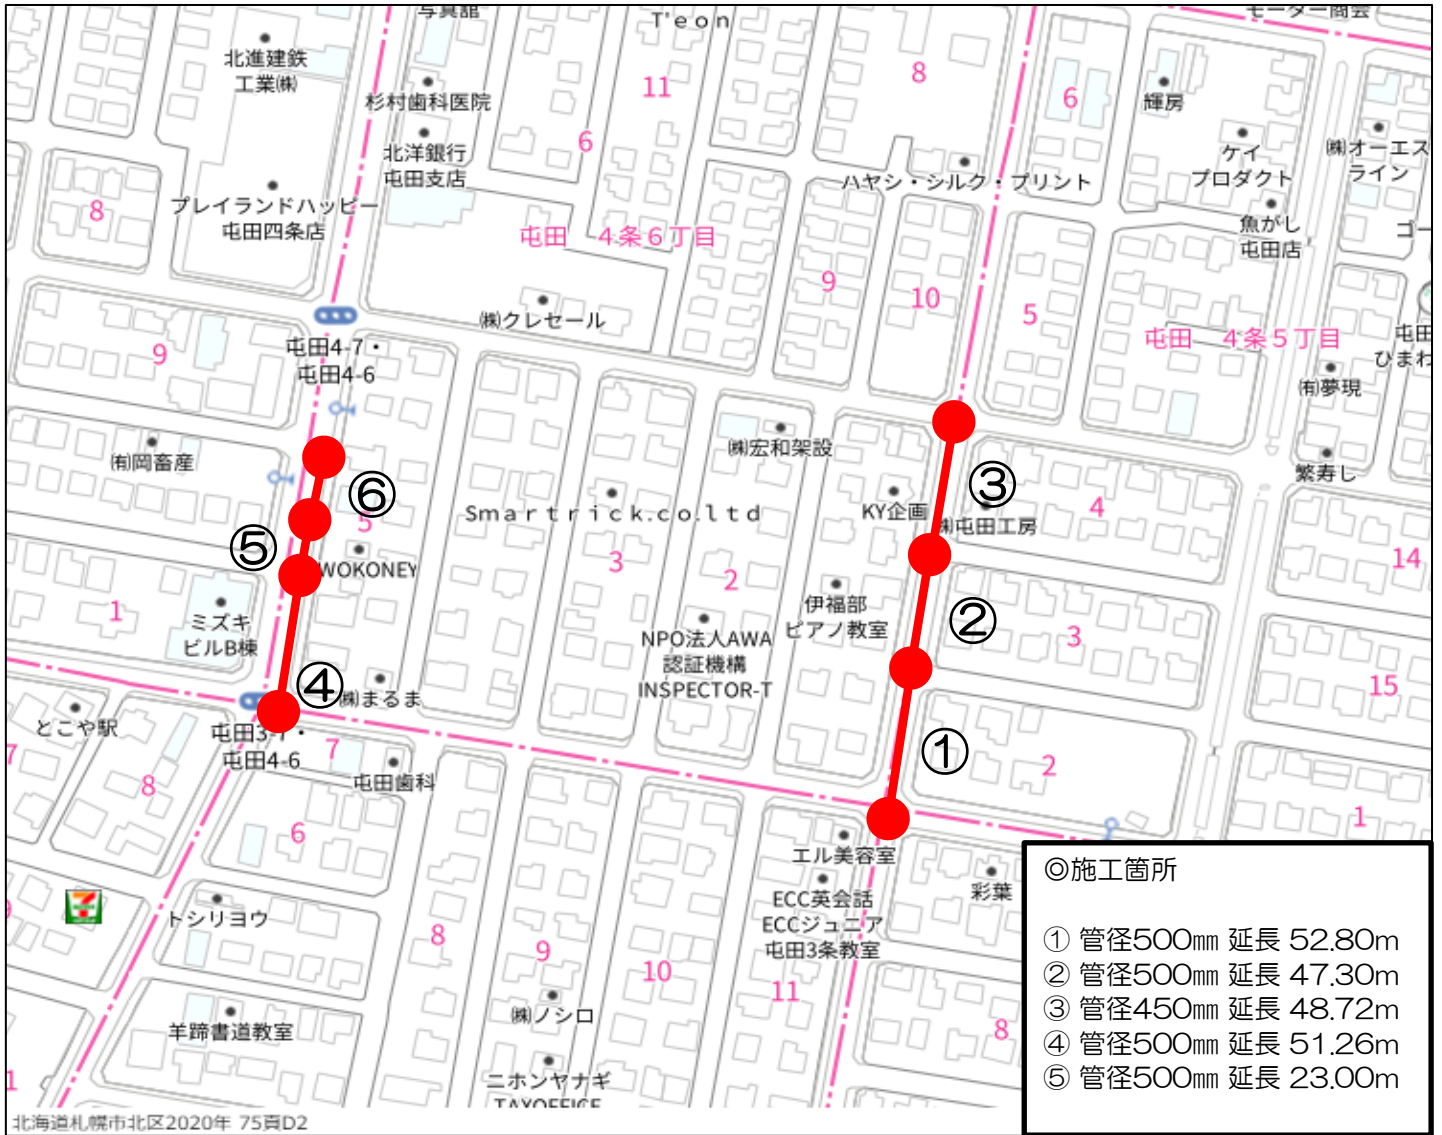 写真館
T'eon
モーター商会
北進建鉄
工業㈱
11
8
6
杉村歯科医院
輝房
6
北洋銀行
屯田支店
ケイ
プロダクト
㈱オーエス
ライン
ハヤシ・シルク・プリント
8
プレイランドハッピー
屯田四条店
魚がし
屯田店
ゴー
屯田 4条6丁目
9
10
5
㈱クレセール
屯田 4条5丁目
屯田
ひまわ
9
屯田4-7・
屯田4-6
㈲夢現
㈱宏和架設
㈲岡畜産
繁寿し
⑥
③
5
Smartrick.co.ltd
KY企画
㈱屯田工房
4
⑤
WOKONEY
3
2
14
1
ミズキ
ビルB棟
伊福部
ピアノ教室
②
3
NPO法人AWA
認証機構
INSPECTOR-T
④
㈱まるま
15
とこや駅
屯田3-7・
屯田4-6
7
①
2
7
8
屯田歯科
6
1
エル美容室
ECC英会話
ECCジュニア
屯田3条教室
彩葉
トシリヨウ
9
8
9
10
11
8
㈱ノシロ
羊蹄書道教室
ニホンヤナギ
TAXOFFICE
1
◎施工箇所
① 管径500㎜ 延長 52.80m
② 管径500㎜ 延長 47.30m
③ 管径450㎜ 延長 48.72m
④ 管径500㎜ 延長 51.26m
⑤ 管径500㎜ 延長 23.00m
北海道札幌市北区2020年 75頁D2